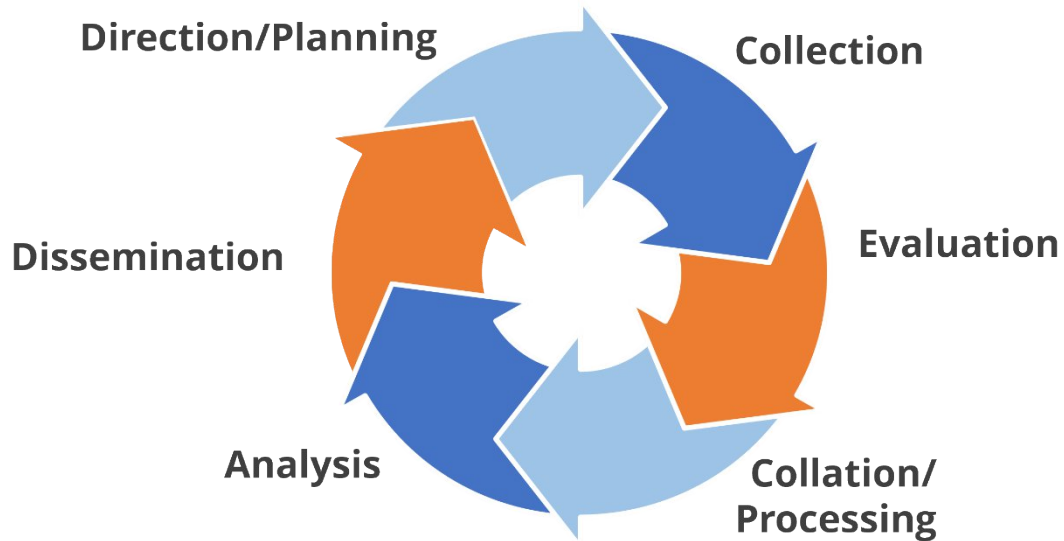 Direction/Planning
Collection
Evaluation
Collation/
Processing
Analysis
Dissemination